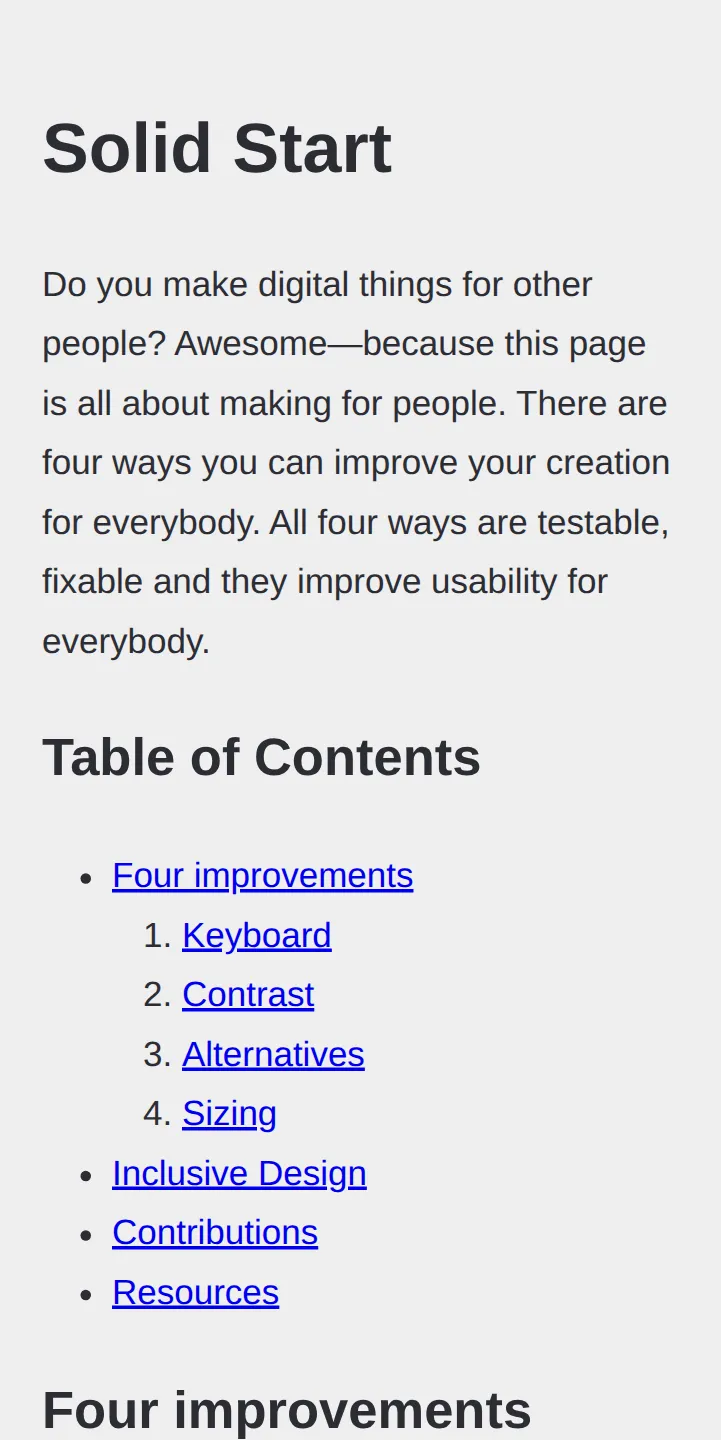 Solid Start
Do you make digital things for other
people? Awesome—because this page
is all about making for people. There are
four ways you can improve your creation
for everybody. All four ways are testable,
fixable and they improve usability for
everybody.
Table of Contents
• Four improvements
1. Keyboard
2. Contrast
3. Alternatives
4. Sizing
• Inclusive Design
• Contributions
• Resources
Four improvements